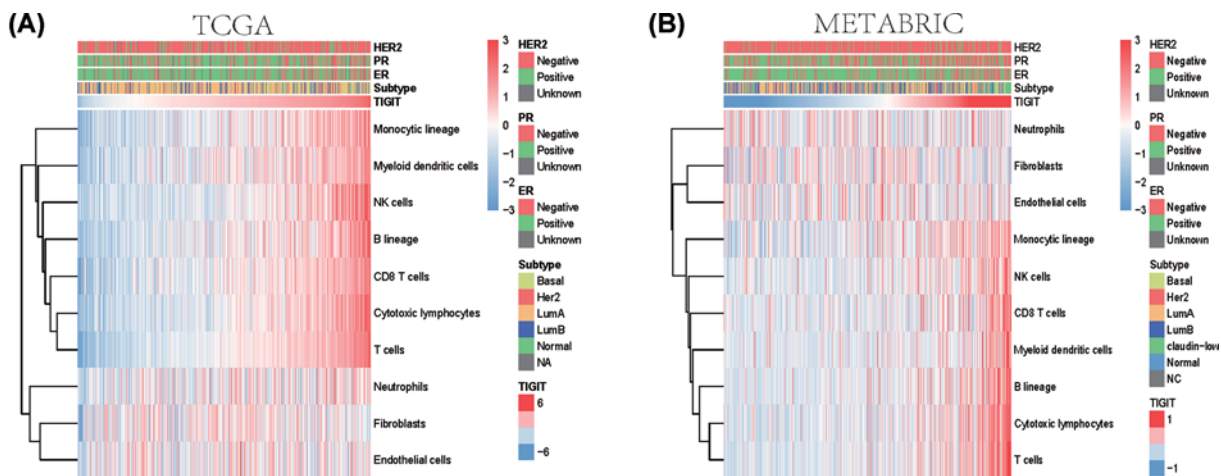 (A)
TCGA
HER2
PR
ER
Subtype
TIGIT
Monocytic lineage
Myeloid dendritic cells
NK cells
B lineage
CD8 T cells
Cytotoxic lymphocytes
T cells
Neutrophils
Fibroblasts
Endothelial cells
3
2
1
0
−1
−2
−3
HER2
Negative
Positive
Unknown
PR
Negative
Positive
Unknown
ER
Negative
Positive
Unknown
Subtype
Basal
Her2
LumA
LumB
Normal
NA
TIGIT
6
−6
(B)
METABRIC
HER2
PR
ER
Subtype
TIGIT
Neutrophils
Fibroblasts
Endothelial cells
Monocytic lineage
NK cells
CD8 T cells
Myeloid dendritic cells
B lineage
Cytotoxic lymphocytes
T cells
3
2
1
0
−1
−2
−3
HER2
Negative
Positive
Unknown
PR
Negative
Positive
Unknown
ER
Negative
Positive
Unknown
Subtype
Basal
Her2
LumA
LumB
claudin-low
Normal
NC
TIGIT
1
−1